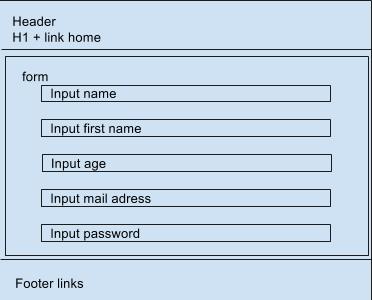 Header
H1 + link home
form
Input name
Input first name
Input age
Input mail adress
Input password
Footer links